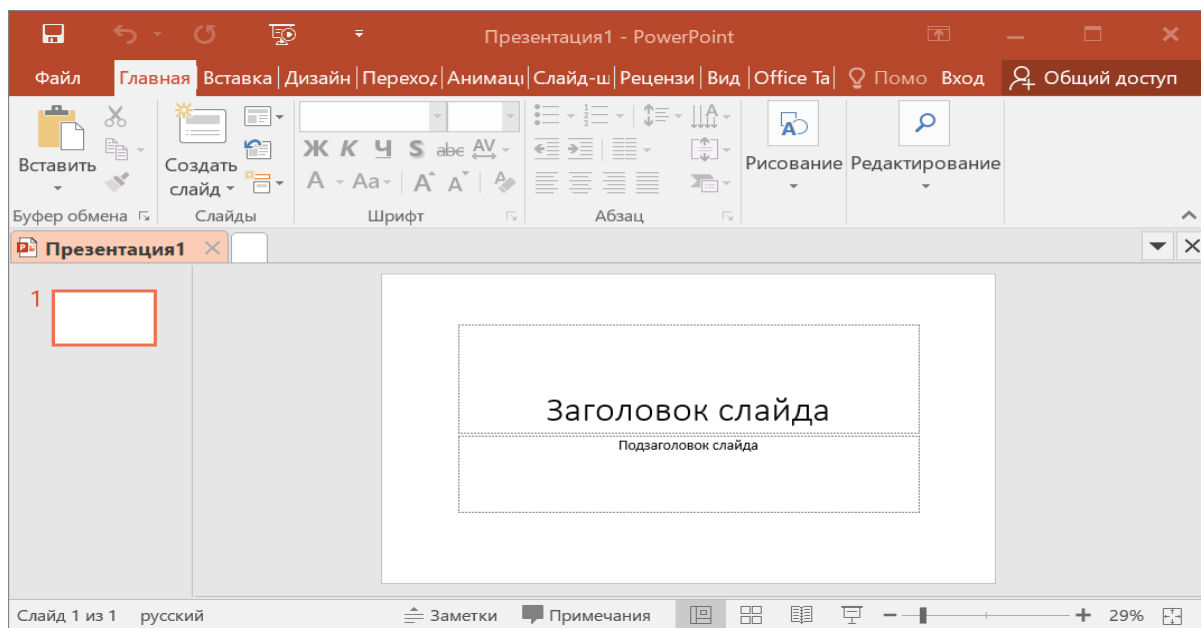 Презентация1 - PowerPoint
Файл Главная Вставка Дизайн Переход Анимаци Слайд-ш Рецензи Вид Office Ta Помо Вход Общий доступ
Вставить
Создать слайд
Ж К Ч S abc AV
A Aa A A
A
Рисование Редактирование
Буфер обмена Слайды Шрифт Абзац
Презентация1
1
Заголовок слайда
Подзаголовок слайда
Слайд 1 из 1 русский Заметки Примечания 29%